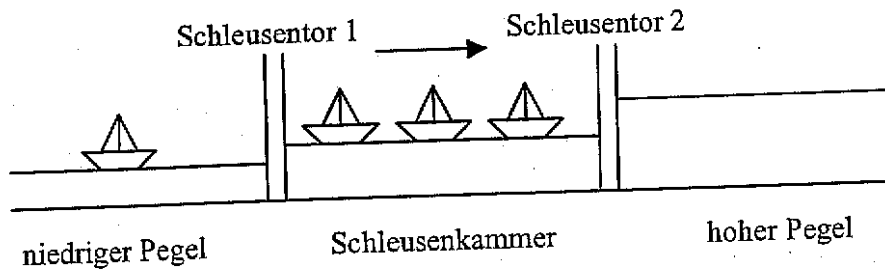 Schleusentor 1
Schleusentor 2
niedriger Pegel
Schleusenkammer
hoher Pegel